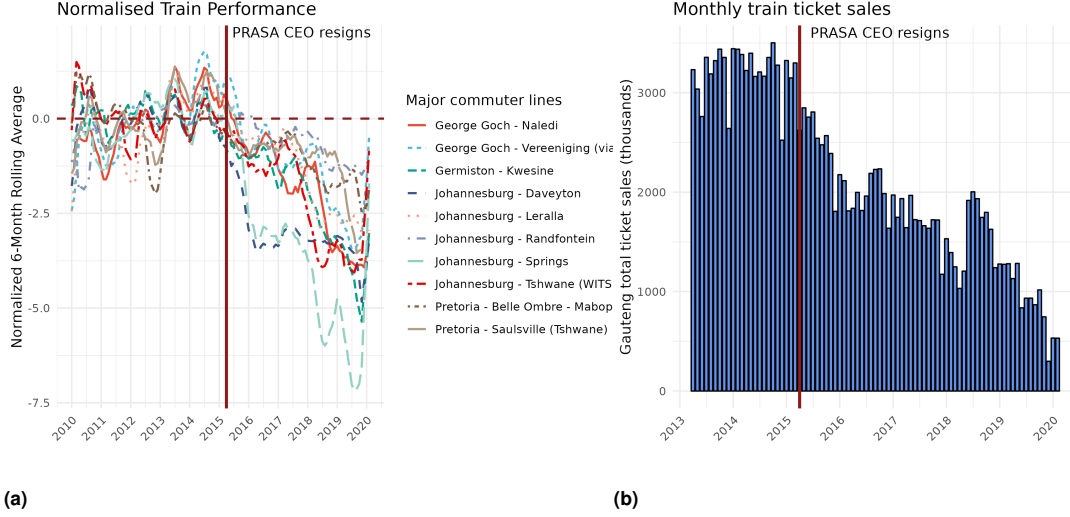 Normalised Train Performance
PRASA CEO resigns
Normalized 6-Month Rolling Average
0.0
-2.5
-5.0
-7.5
2010
2011
2012
2013
2014
2015
2016
2017
2018
2019
2020
Major commuter lines
George Goch - Naledi
George Goch - Vereeniging (via
Germiston - Kwesine
Johannesburg - Daveyton
Johannesburg - Leralla
Johannesburg - Randfontein
Johannesburg - Springs
Johannesburg - Tshwane (WITS
Pretoria - Belle Ombre - Mabop
Pretoria - Saulsville (Tshwane)
(a)
Monthly train ticket sales
PRASA CEO resigns
Gauteng total ticket sales (thousands)
3000
2000
1000
0
2013
2014
2015
2016
2017
2018
2019
2020
(b)